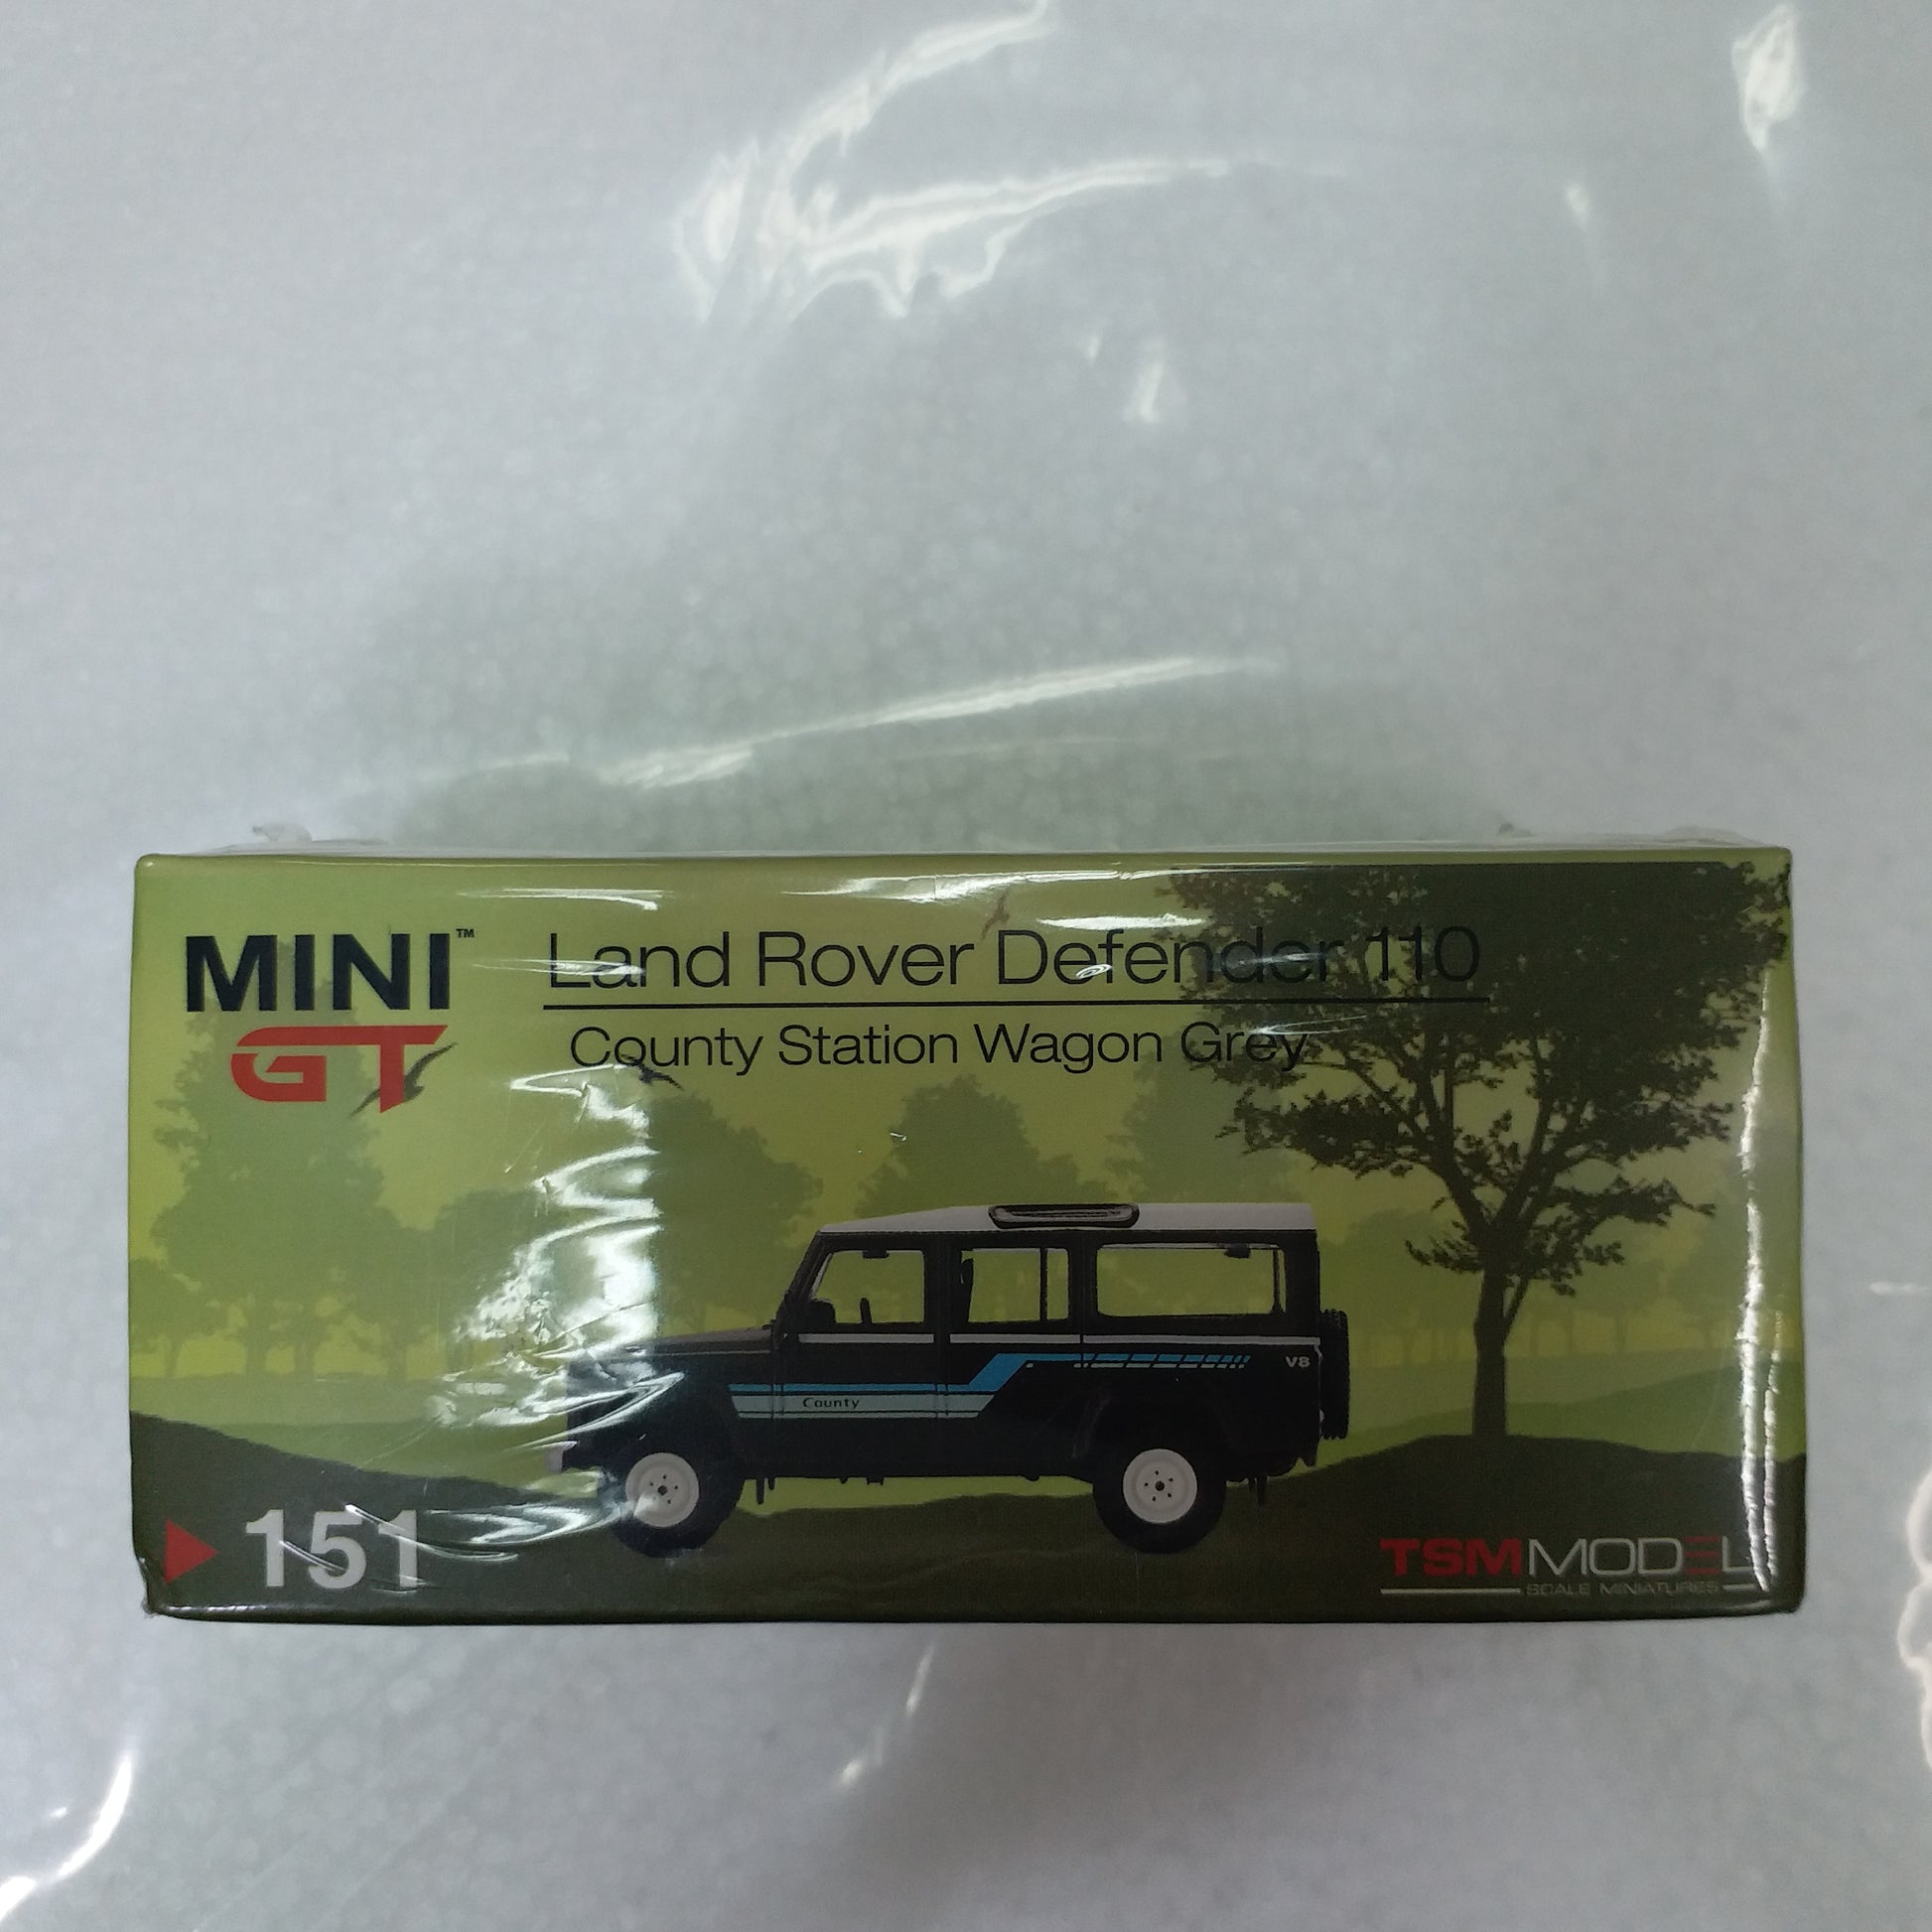 MINI™
GT
Land Rover Defender 110
County Station Wagon Grey
V8
County
151
TSMMODEL
SCALE MINIATURES